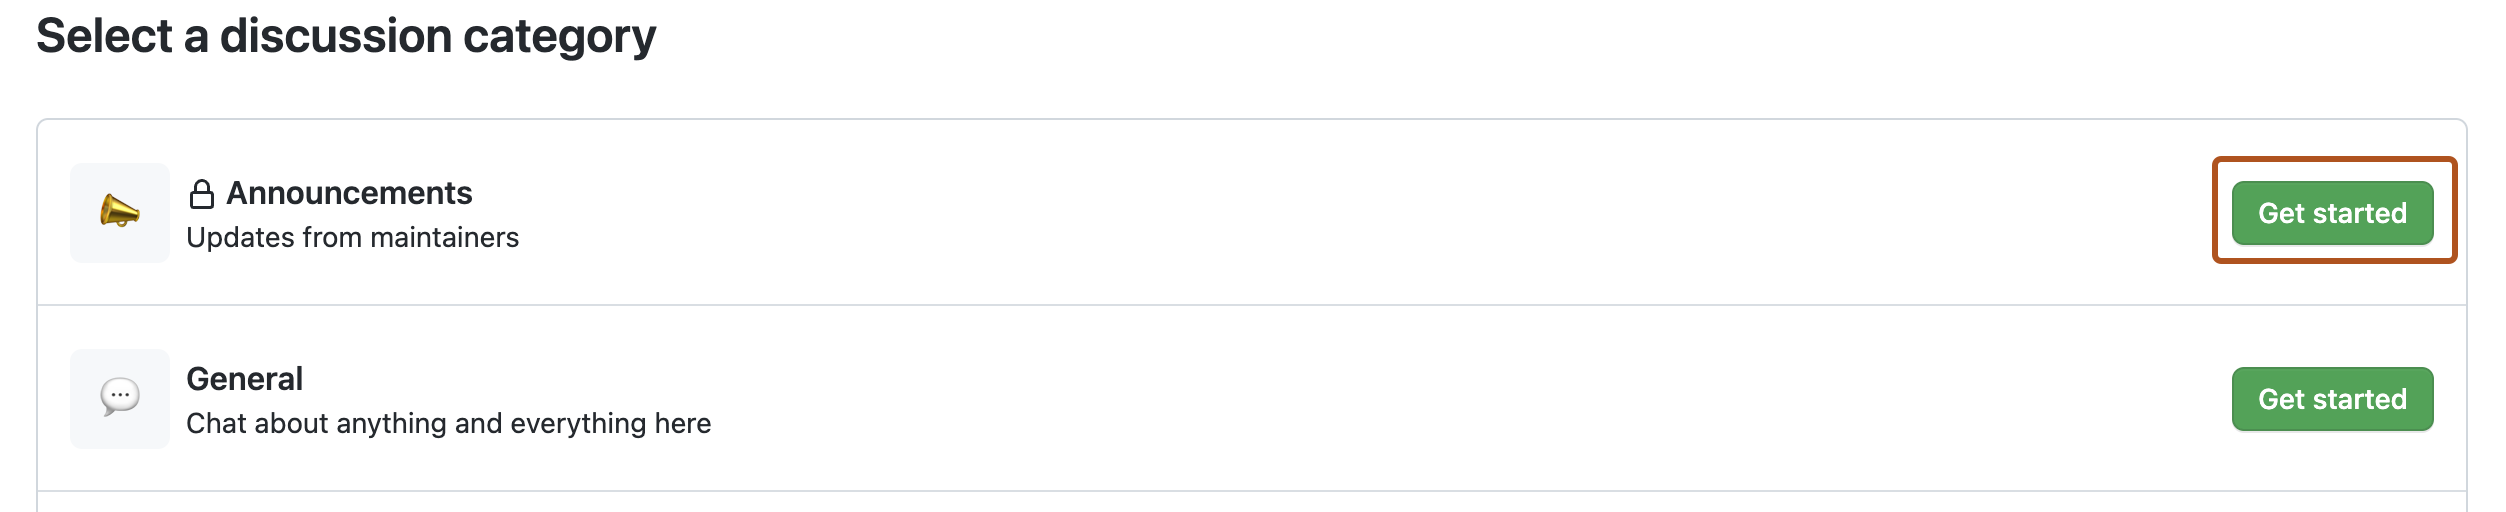 Select a discussion category
Announcements
Updates from maintainers
Get started
General
Chat about anything and everything here
Get started